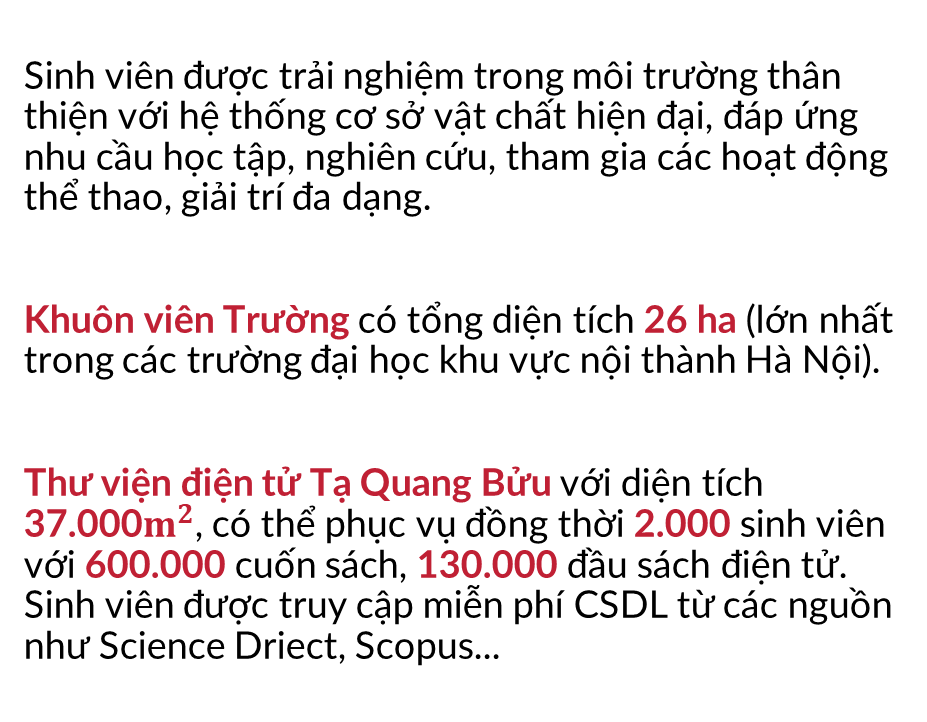 Sinh viên được trải nghiệm trong môi trường thân
thiện với hệ thống cơ sở vật chất hiện đại, đáp ứng
nhu cầu học tập, nghiên cứu, tham gia các hoạt động
thể thao, giải trí đa dạng.
Khuôn viên Trường có tổng diện tích 26 ha (lớn nhất
trong các trường đại học khu vực nội thành Hà Nội).
Thư viện điện tử Tạ Quang Bửu với diện tích
37.000m², có thể phục vụ đồng thời 2.000 sinh viên
với 600.000 cuốn sách, 130.000 đầu sách điện tử.
Sinh viên được truy cập miễn phí CSDL từ các nguồn
như Science Driect, Scopus...